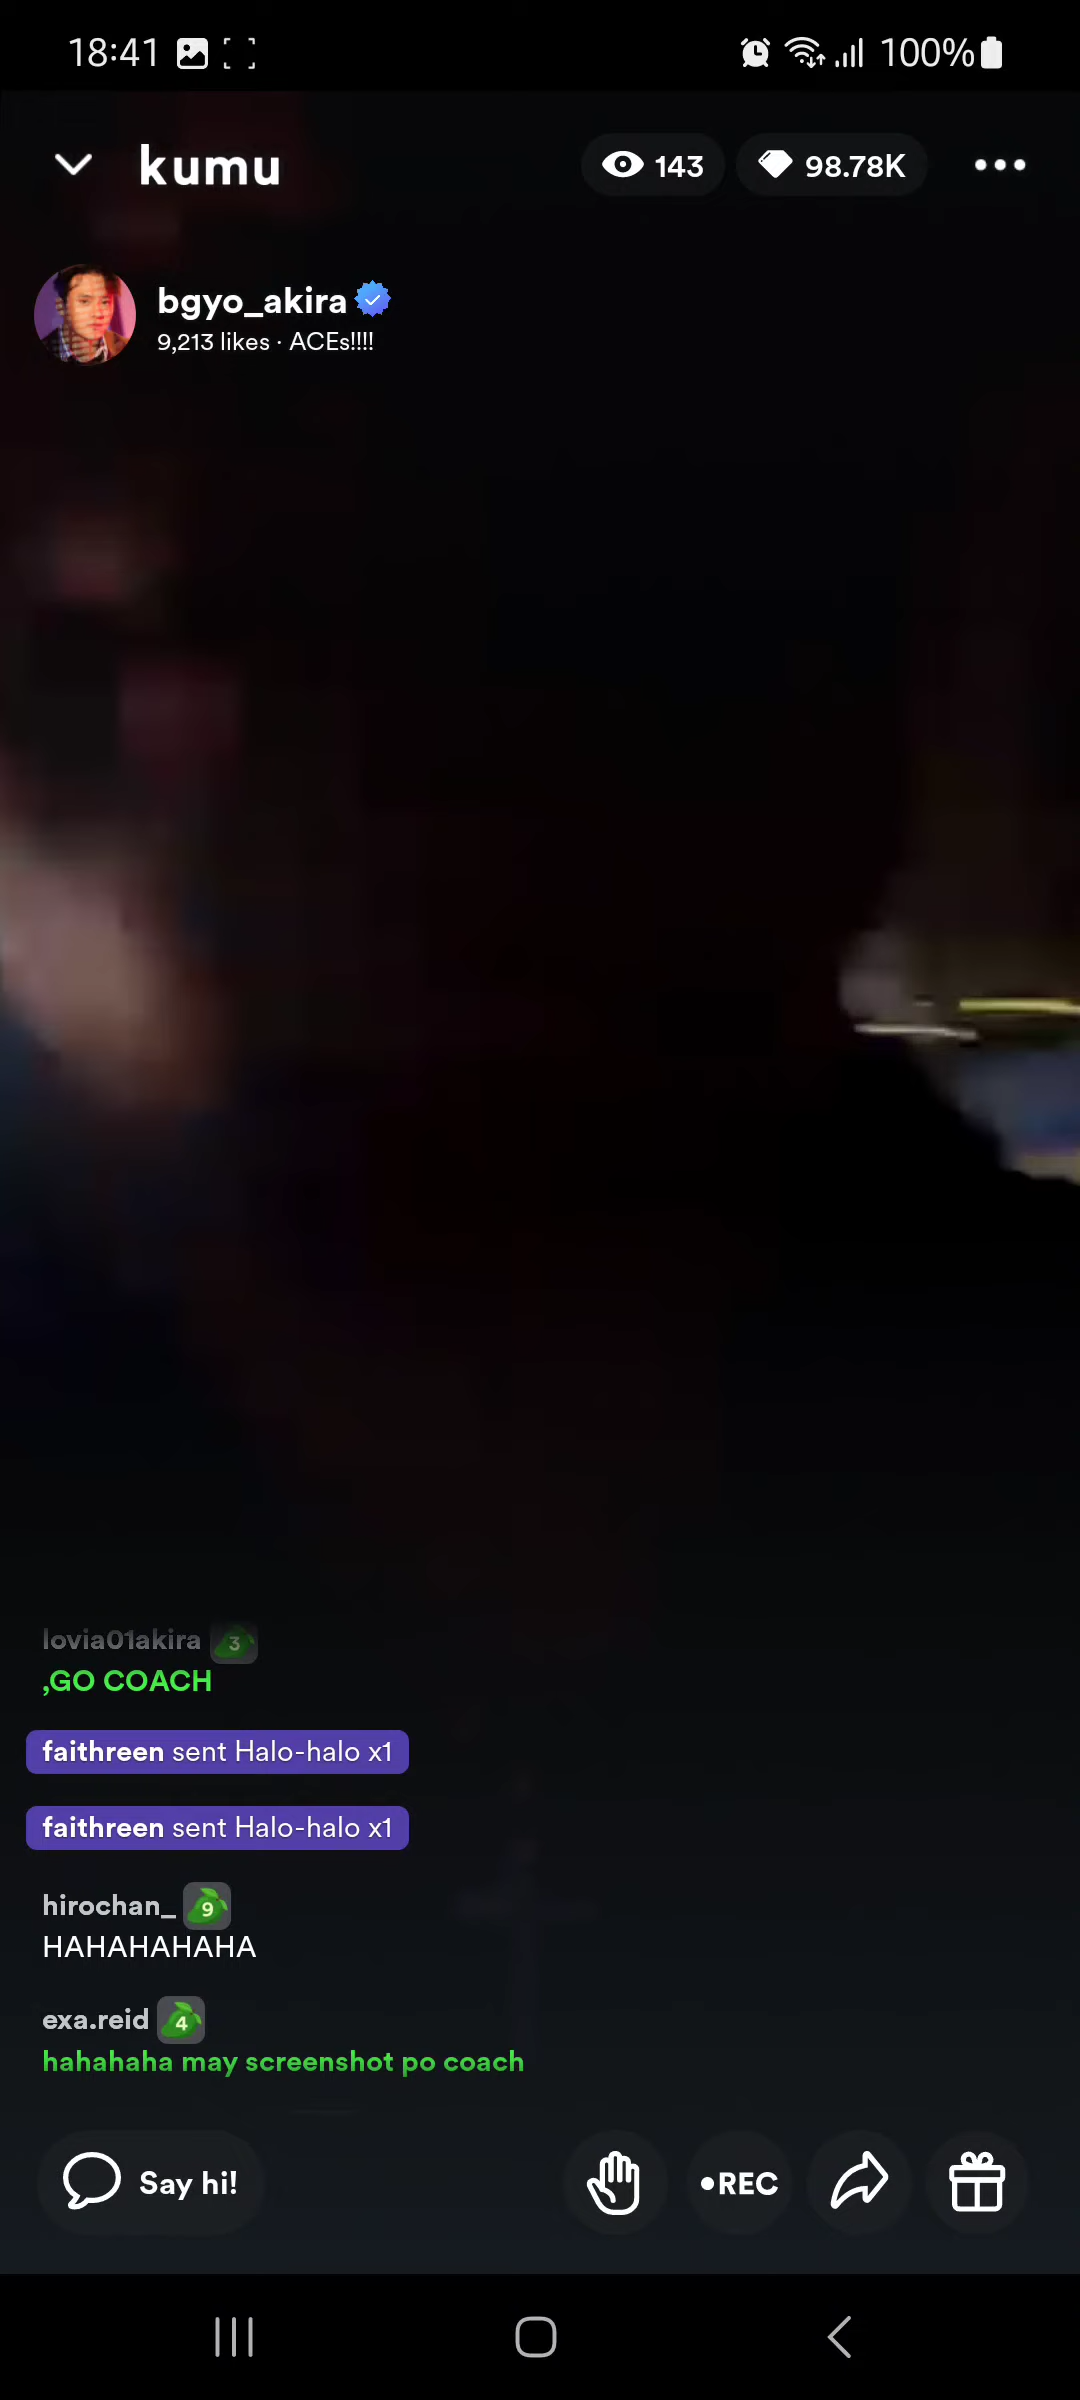 18:41
100%
kumu
143
98.78K
bgyo_akira
9,213 likes · ACEs!!!!
lovia01akira 3
,GO COACH
faithreen sent Halo-halo x1
faithreen sent Halo-halo x1
hirochan_ 9
HAHAHAHAHA
exa.reid 4
hahahaha may screenshot po coach
Say hi!
•REC